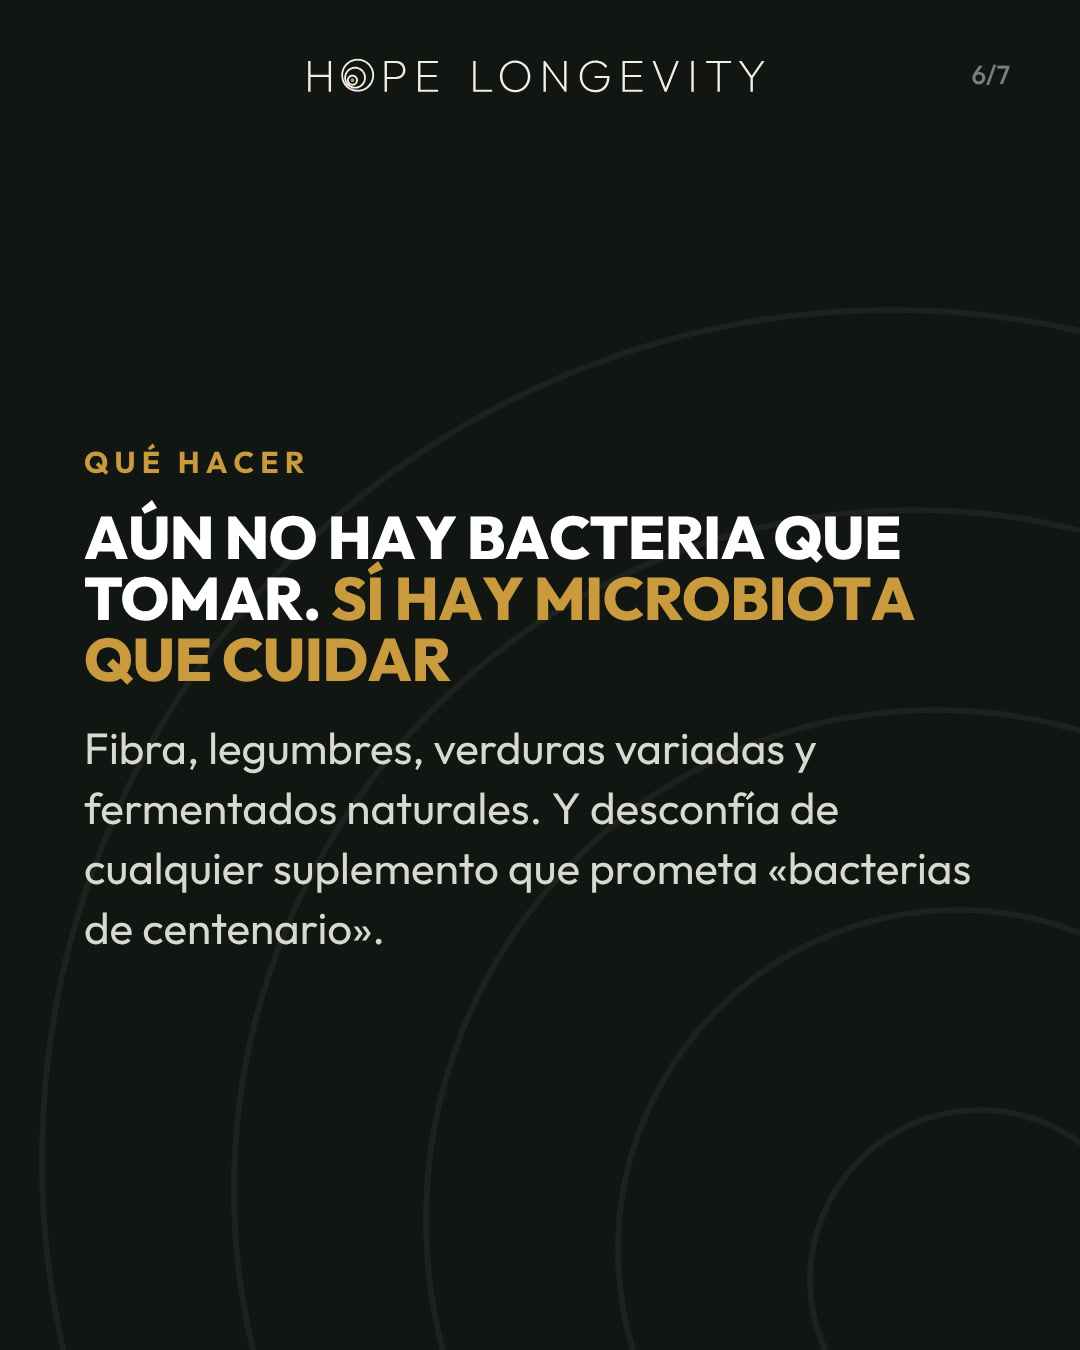 HOPE LONGEVITY
6/7
QUÉ HACER
AÚN NO HAY BACTERIA QUE
TOMAR. SÍ HAY MICROBIOTA
QUE CUIDAR
Fibra, legumbres, verduras variadas y
fermentados naturales. Y desconfía de
cualquier suplemento que prometa «bacterias
de centenario».